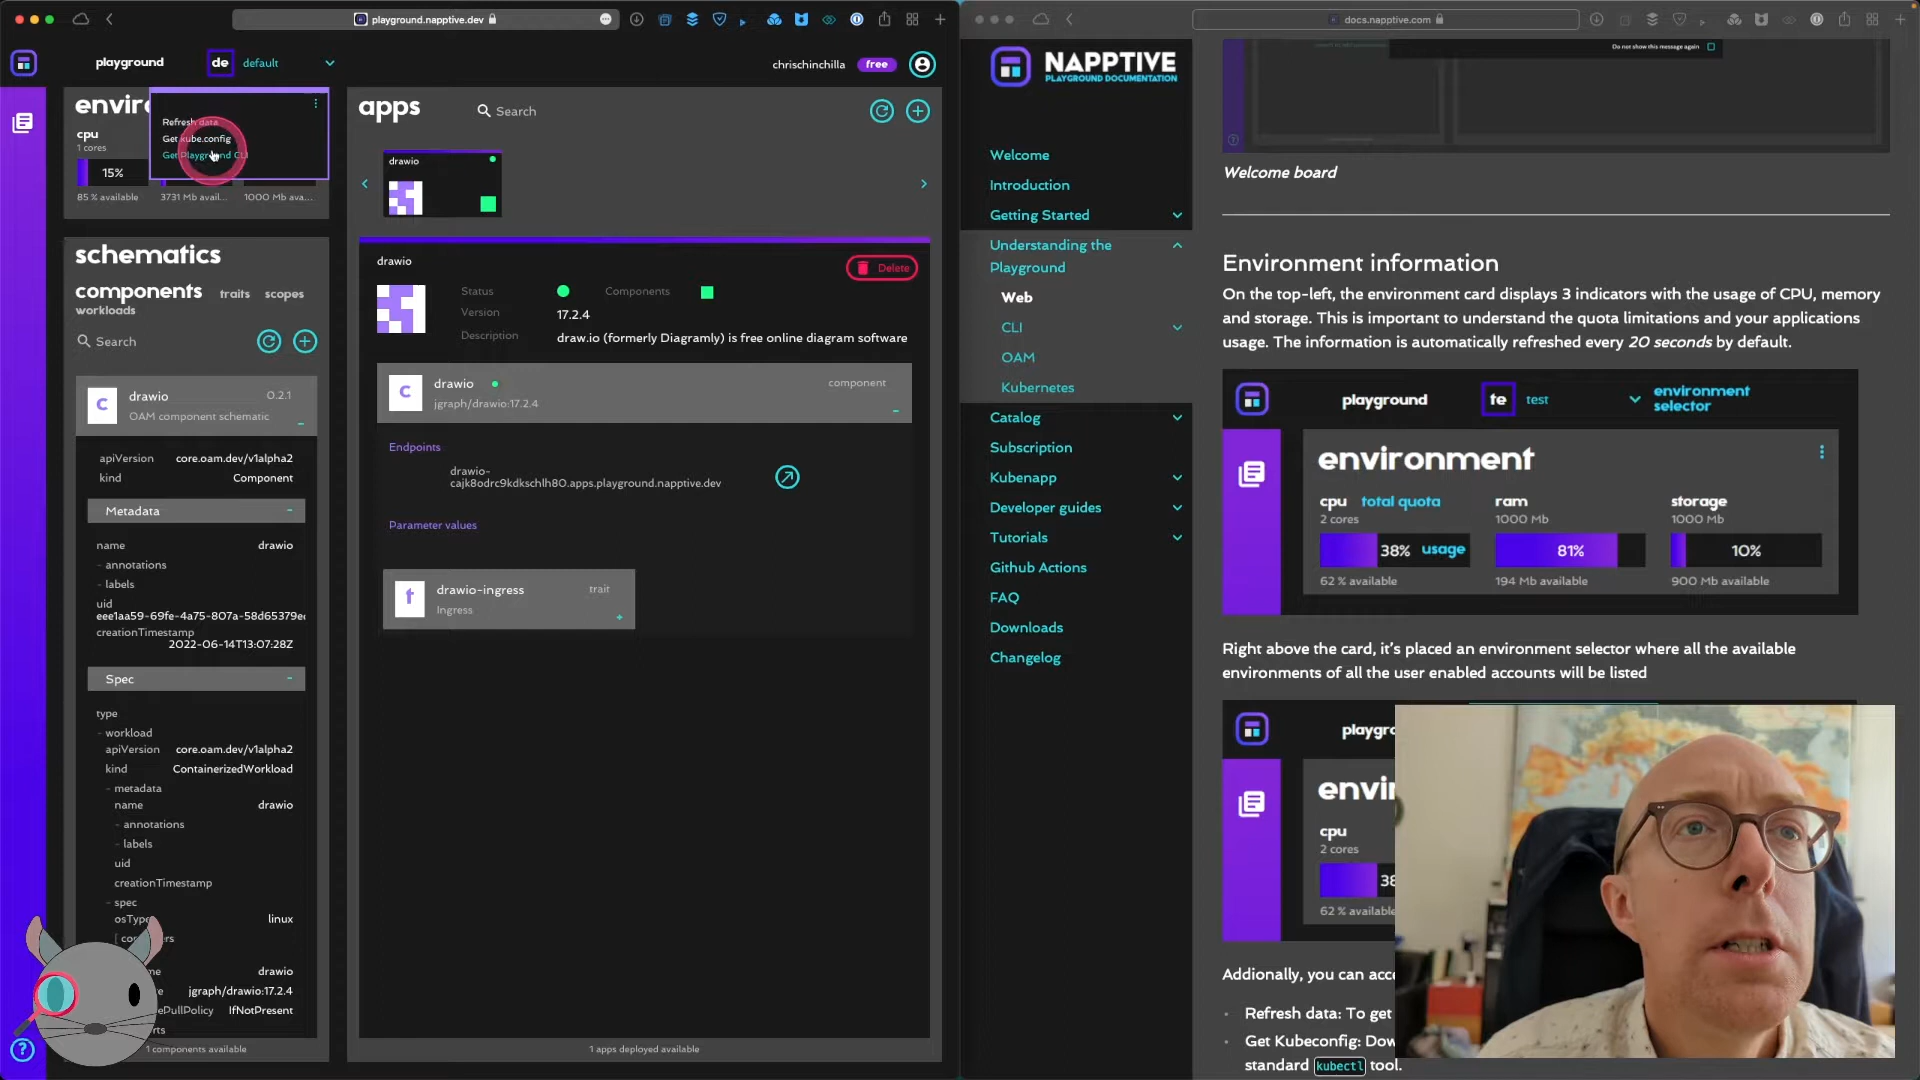 playground.napptive.dev
playground
de
default
chrischinchilla
free
cpu
1 cores
15%
85 % available
3731 Mb avail...
1000 Mb ava...
Refresh data
Get kube.config
Get Playground CLI
schematics
components
traits
scopes
workloads
Search
C
drawio
0.2.1
OAM component schematic
apiVersion
core.oam.dev/v1alpha2
kind
Component
Metadata
name
drawio
- annotations
- labels
uid
creationTimestamp
2022-06-14T13:07:28Z
Spec
type
- workload
apiVersion
core.oam.dev/v1alpha2
kind
ContainerizedWorkload
- metadata
name
drawio
- annotations
- labels
uid
creationTimestamp
- spec
osType
linux
drawio
jgraph/drawio:17.2.4
IfNotPresent
1 components available
?
apps
Search
drawio
drawio
Delete
Status
Components
Version
17.2.4
Description
draw.io (formerly Diagramly) is free online diagram software
C
drawio
component
jgraph/drawio:17.2.4
Endpoints
drawio-
cajk8odrc9kdkschlh80.apps.playground.napptive.dev
Parameter values
t
drawio-ingress
trait
Ingress
1 apps deployed available
docs.napptive.com
NAPPTIVE
PLAYGROUND DOCUMENTATION
Welcome
Introduction
Getting Started
Understanding the
Playground
Web
CLI
OAM
Kubernetes
Catalog
Subscription
Kubenapp
Developer guides
Tutorials
Github Actions
FAQ
Downloads
Changelog
Do not show this message again
Welcome board
Environment information
On the top-left, the environment card displays 3 indicators with the usage of CPU, memory
and storage. This is important to understand the quota limitations and your applications
usage. The information is automatically refreshed every 20 seconds by default.
playground
te
test
environment
selector
environment
cpu
total quota
ram
storage
2 cores
1000 Mb
1000 Mb
38%
usage
81%
10%
62 % available
194 Mb available
900 Mb available
Right above the card, it's placed an environment selector where all the available
environments of all the user enabled accounts will be listed
cpu
2 cores
62 % available
Addionally, you can
Refresh data: To get
Get Kubeconfig:
standard kubectl tool.